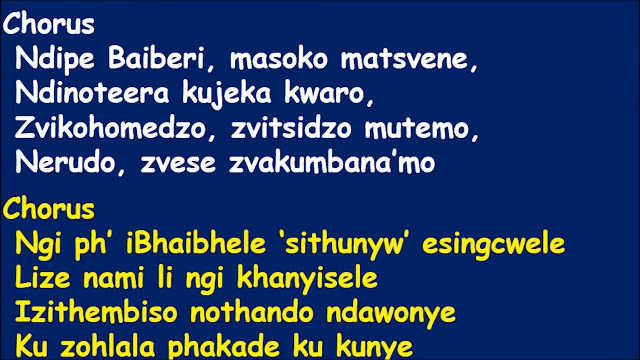 Chorus
Ndipe Baiberi, masoko matsvene,
Ndinoteera kujeka kwaro,
Zvikohomedzo, zvitsidzo mutemo,
Nerudo, zvese zvakumbana'mo
Chorus
Ngi ph' iBhaibhele 'sithunyw' esingcwele
Lize nami li ngi khanyisele
Izithembiso nothando ndawonye
Ku zohlala phakade ku kunye